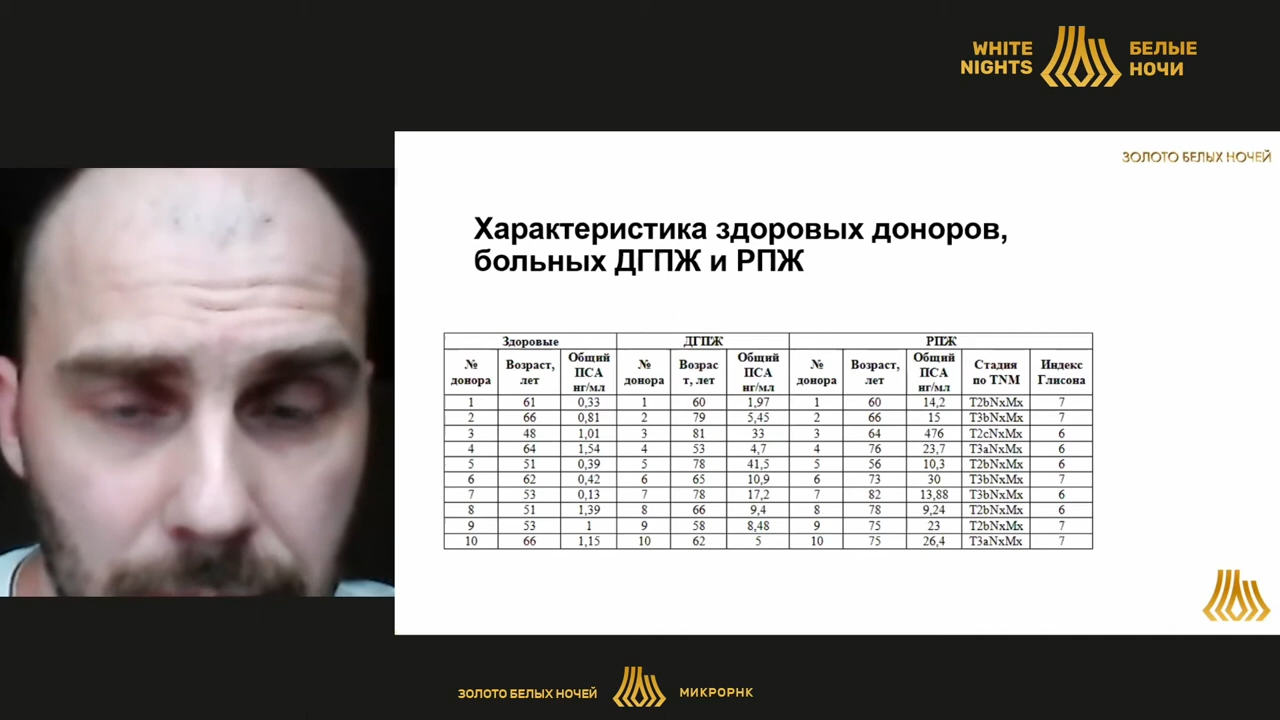 WHITE
NIGHTS
БЕЛЫЕ
НОЧИ
ЗОЛОТО БЕЛЫХ НОЧЕЙ
Характеристика здоровых доноров,
больных ДГПЖ и РПЖ
Здоровые ДГПЖ РПЖ
№ донора Возраст, лет Общий ПСА нг/мл № донора Возрас т, лет Общий ПСА нг/мл № донора Возраст, лет Общий ПСА нг/мл Стадия по TNM Индекс Глисона
1 61 0,33 1 60 1,97 1 60 14,2 T2bNxMx 7
2 66 0,81 2 79 5,45 2 66 15 T3bNxMx 7
3 48 1,01 3 81 33 3 64 476 T2cNxMx 6
4 64 1,54 4 53 4,7 4 76 23,7 T3aNxMx 6
5 51 0,39 5 78 41,5 5 56 10,3 T2bNxMx 6
6 62 0,42 6 65 10,9 6 73 30 T3bNxMx 7
7 53 0,13 7 78 17,2 7 82 13,88 T3bNxMx 6
8 51 1,39 8 66 9,4 8 78 9,24 T2bNxMx 6
9 53 1 9 58 8,48 9 75 23 T2bNxMx 7
10 66 1,15 10 62 5 10 75 26,4 T3aNxMx 7
ЗОЛОТО БЕЛЫХ НОЧЕЙ
МИКРОРНК